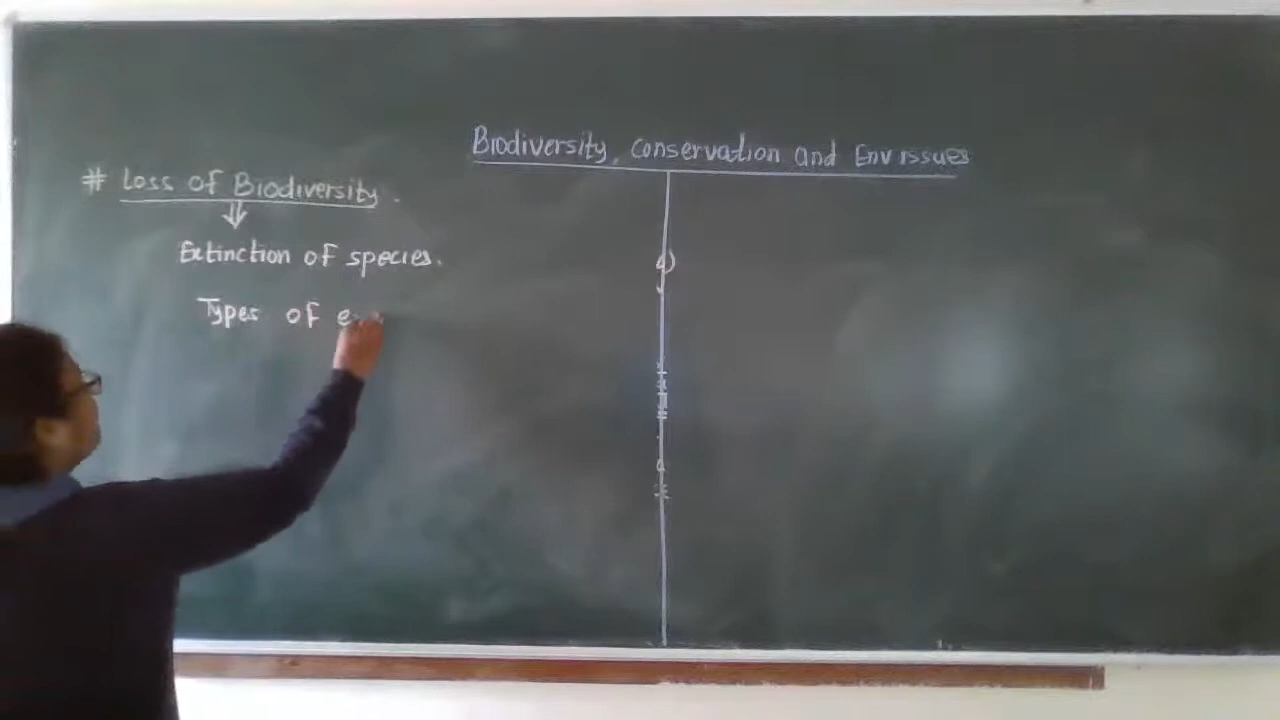 Biodiversity, Conservation and Env issues
# Loss of Biodiversity.
⇓
Extinction of species.
Types of e